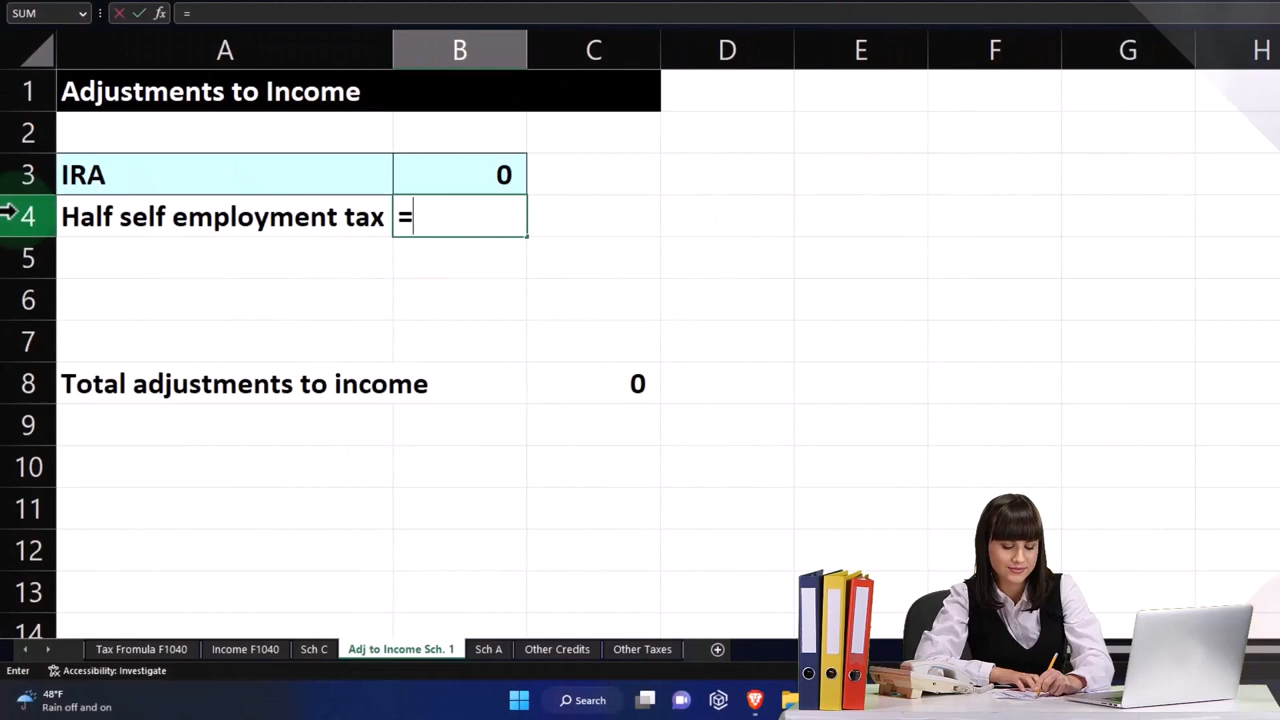 SUM
fx
=
A B C D E F G H
1 Adjustments to Income
2
3 IRA 0
4 Half self employment tax =
5
6
7
8 Total adjustments to income 0
9
10
11
12
13
14
Tax Fromula F1040 Income F1040 Sch C Adj to Income Sch. 1 Sch A Other Credits Other Taxes
Enter Accessibility: Investigate
48°F
Rain off and on
Search